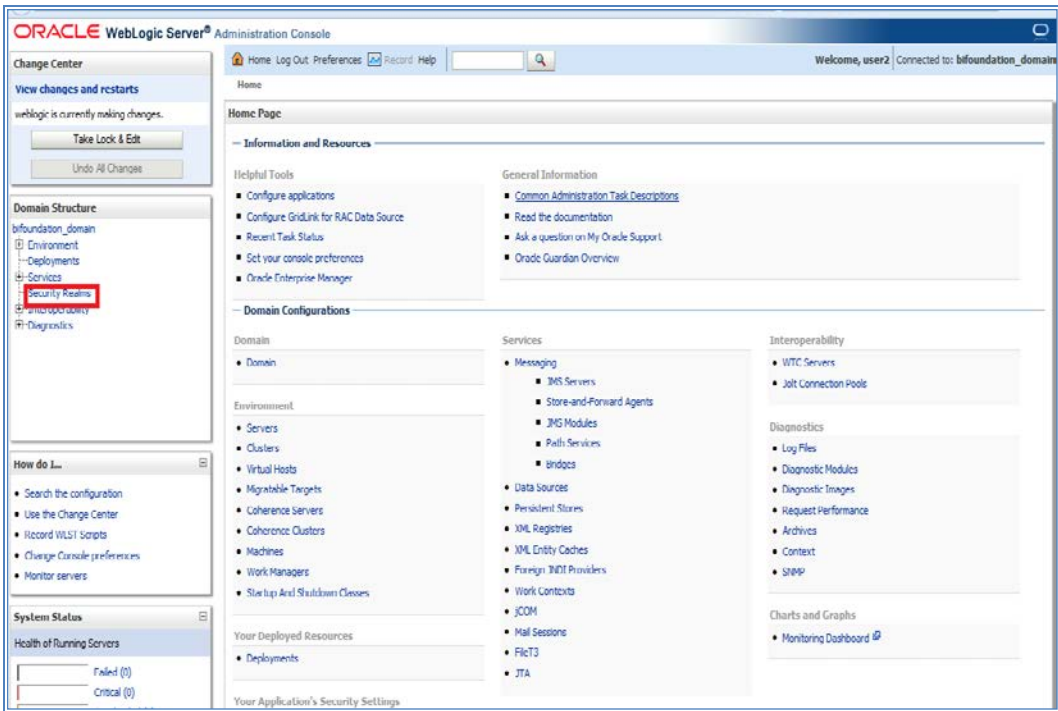 ORACLE WebLogic Server® Administration Console
Change Center
View changes and restarts
weblogic is currently making changes.
Take Lock & Edit
Undo All Changes
Domain Structure
bifoundation_domain
Environment
Deployments
Services
Security Realms
Interoperability
Diagnostics
How do I...
Search the configuration
Use the Change Center
Record WLST Scripts
Change Console preferences
Monitor servers
System Status
Health of Running Servers
Failed (0)
Critical (0)
Home Log Out Preferences Record Help
Welcome, user2 Connected to: bifoundation_domain
Home
Home Page
Information and Resources
Helpful Tools
Configure applications
Configure GridLink for RAC Data Source
Recent Task Status
Set your console preferences
Oracle Enterprise Manager
General Information
Common Administration Task Descriptions
Read the documentation
Ask a question on My Oracle Support
Oracle Guardian Overview
Domain Configurations
Domain
Domain
Environment
Servers
Clusters
Virtual Hosts
Migratable Targets
Coherence Servers
Coherence Clusters
Machines
Work Managers
Startup And Shutdown Classes
Your Deployed Resources
Deployments
Your Application's Security Settings
Services
Messaging
JMS Servers
Store-and-Forward Agents
JMS Modules
Path Services
Bridges
Data Sources
Persistent Stores
XML Registries
XML Entity Caches
Foreign JNDI Providers
Work Contexts
jCOM
Mail Sessions
FileT3
JTA
Interoperability
WTC Servers
Jolt Connection Pools
Diagnostics
Log Files
Diagnostic Modules
Diagnostic Images
Request Performance
Archives
Context
SNMP
Charts and Graphs
Monitoring Dashboard